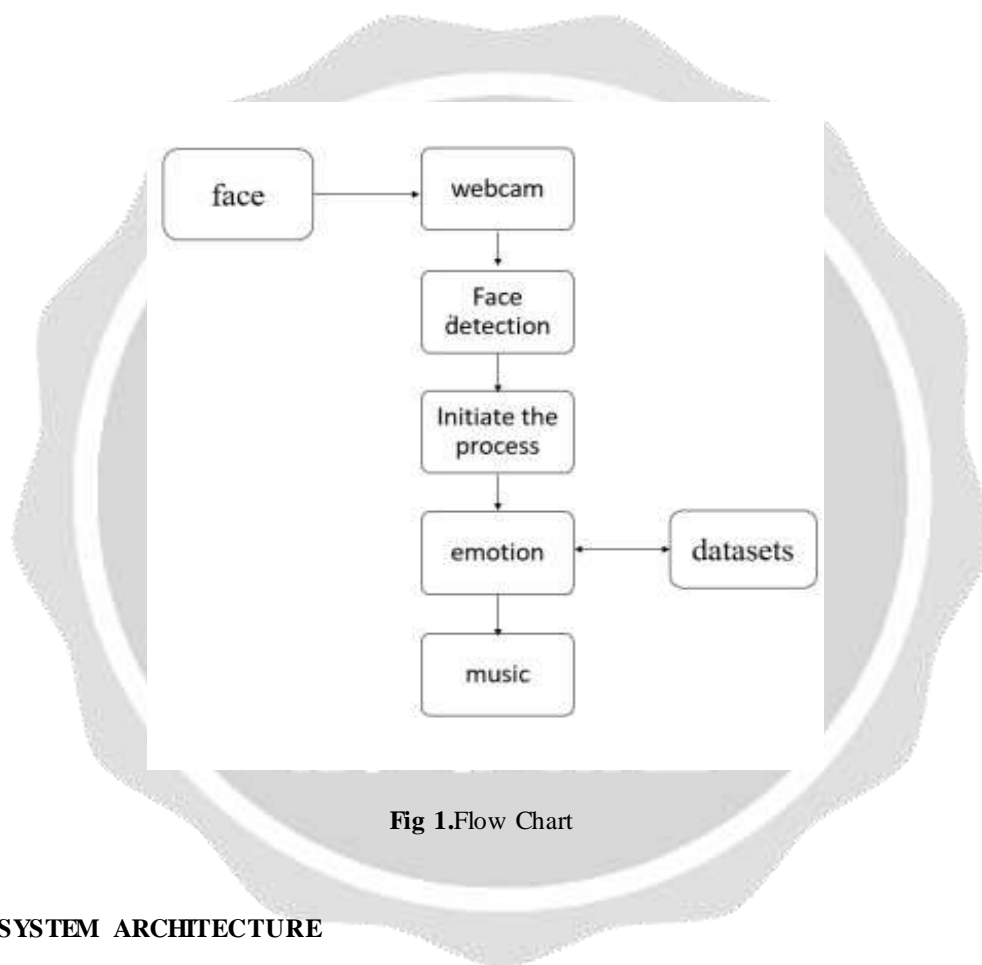 face
webcam
Face
detection
Initiate the
process
emotion
datasets
music
Fig 1.Flow Chart
SYSTEM ARCHITECTURE